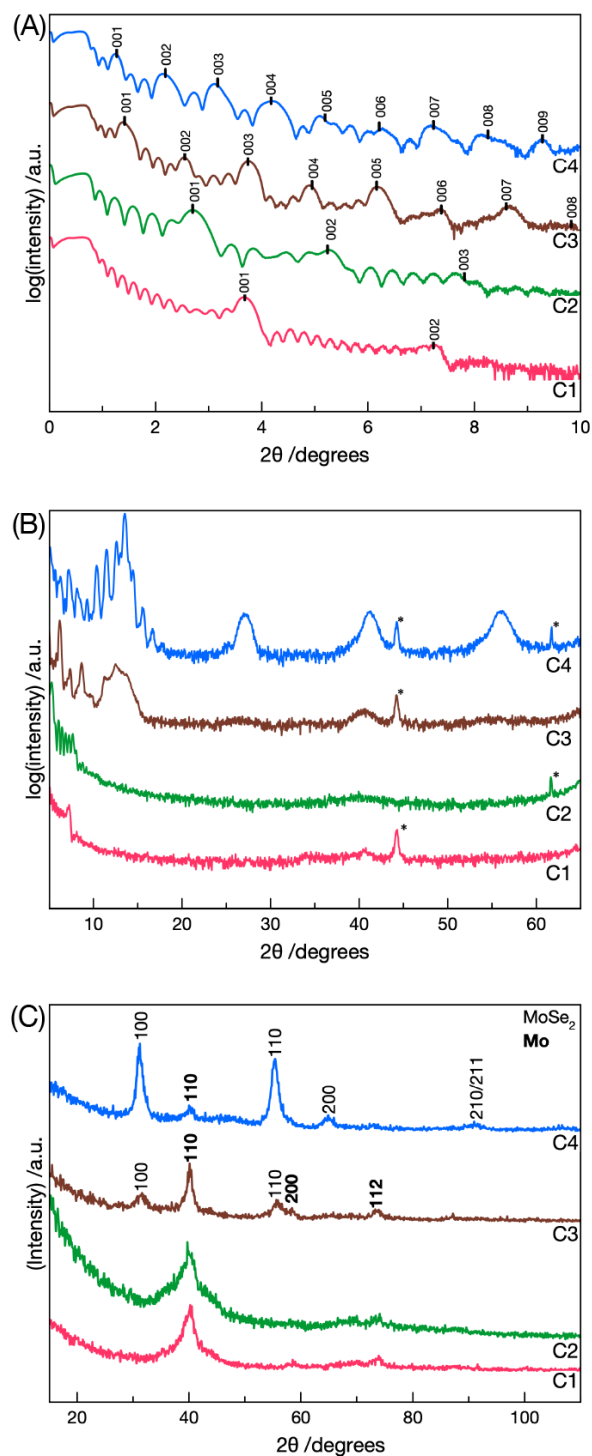 (A)
001
002
003
004
005
006
007
008
009
C4
001
002
003
004
005
006
007
008
C3
001
002
003
C2
001
002
C1
log(intensity) /a.u.
0 2 4 6 8 10
2θ /degrees
(B)
*
*
C4
*
C3
*
C2
*
C1
log(intensity) /a.u.
10 20 30 40 50 60
2θ /degrees
(C)
MoSe₂
Mo
100
110
110
200
210/211
C4
100
110
110
200
112
C3
C2
C1
(Intensity) /a.u.
20 40 60 80 100
2θ /degrees